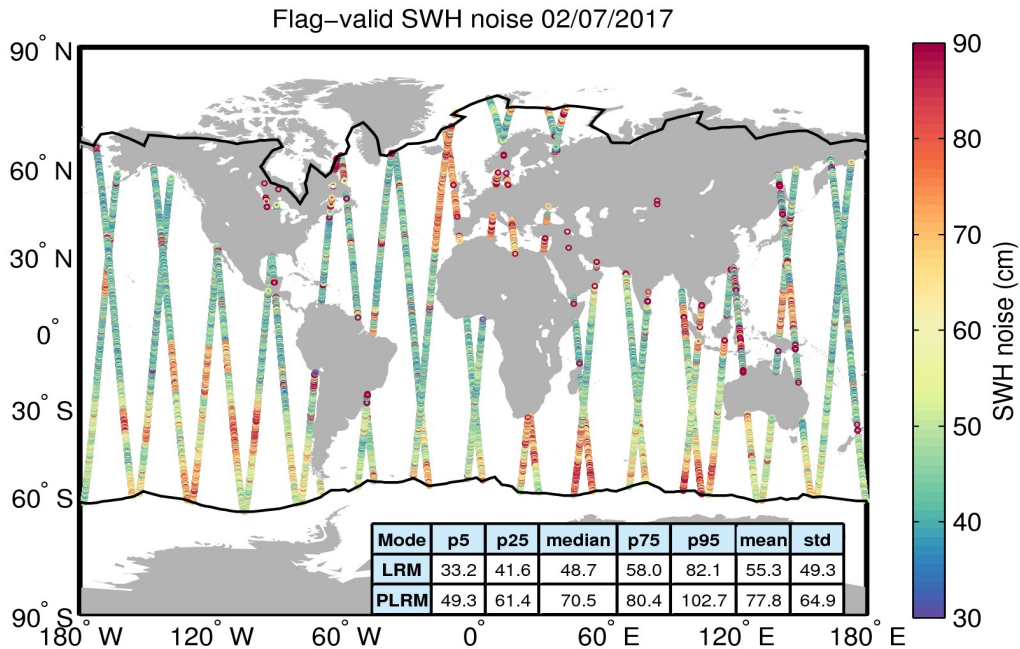 Flag−valid SWH noise 02/07/2017
90° N
60° N
30° N
0°
30° S
60° S
90° S
180° W 120° W 60° W 0° 60° E 120° E 180° E
Mode p5 p25 median p75 p95 mean std
LRM 33.2 41.6 48.7 58.0 82.1 55.3 49.3
PLRM 49.3 61.4 70.5 80.4 102.7 77.8 64.9
90
80
70
60
50
40
30
SWH noise (cm)